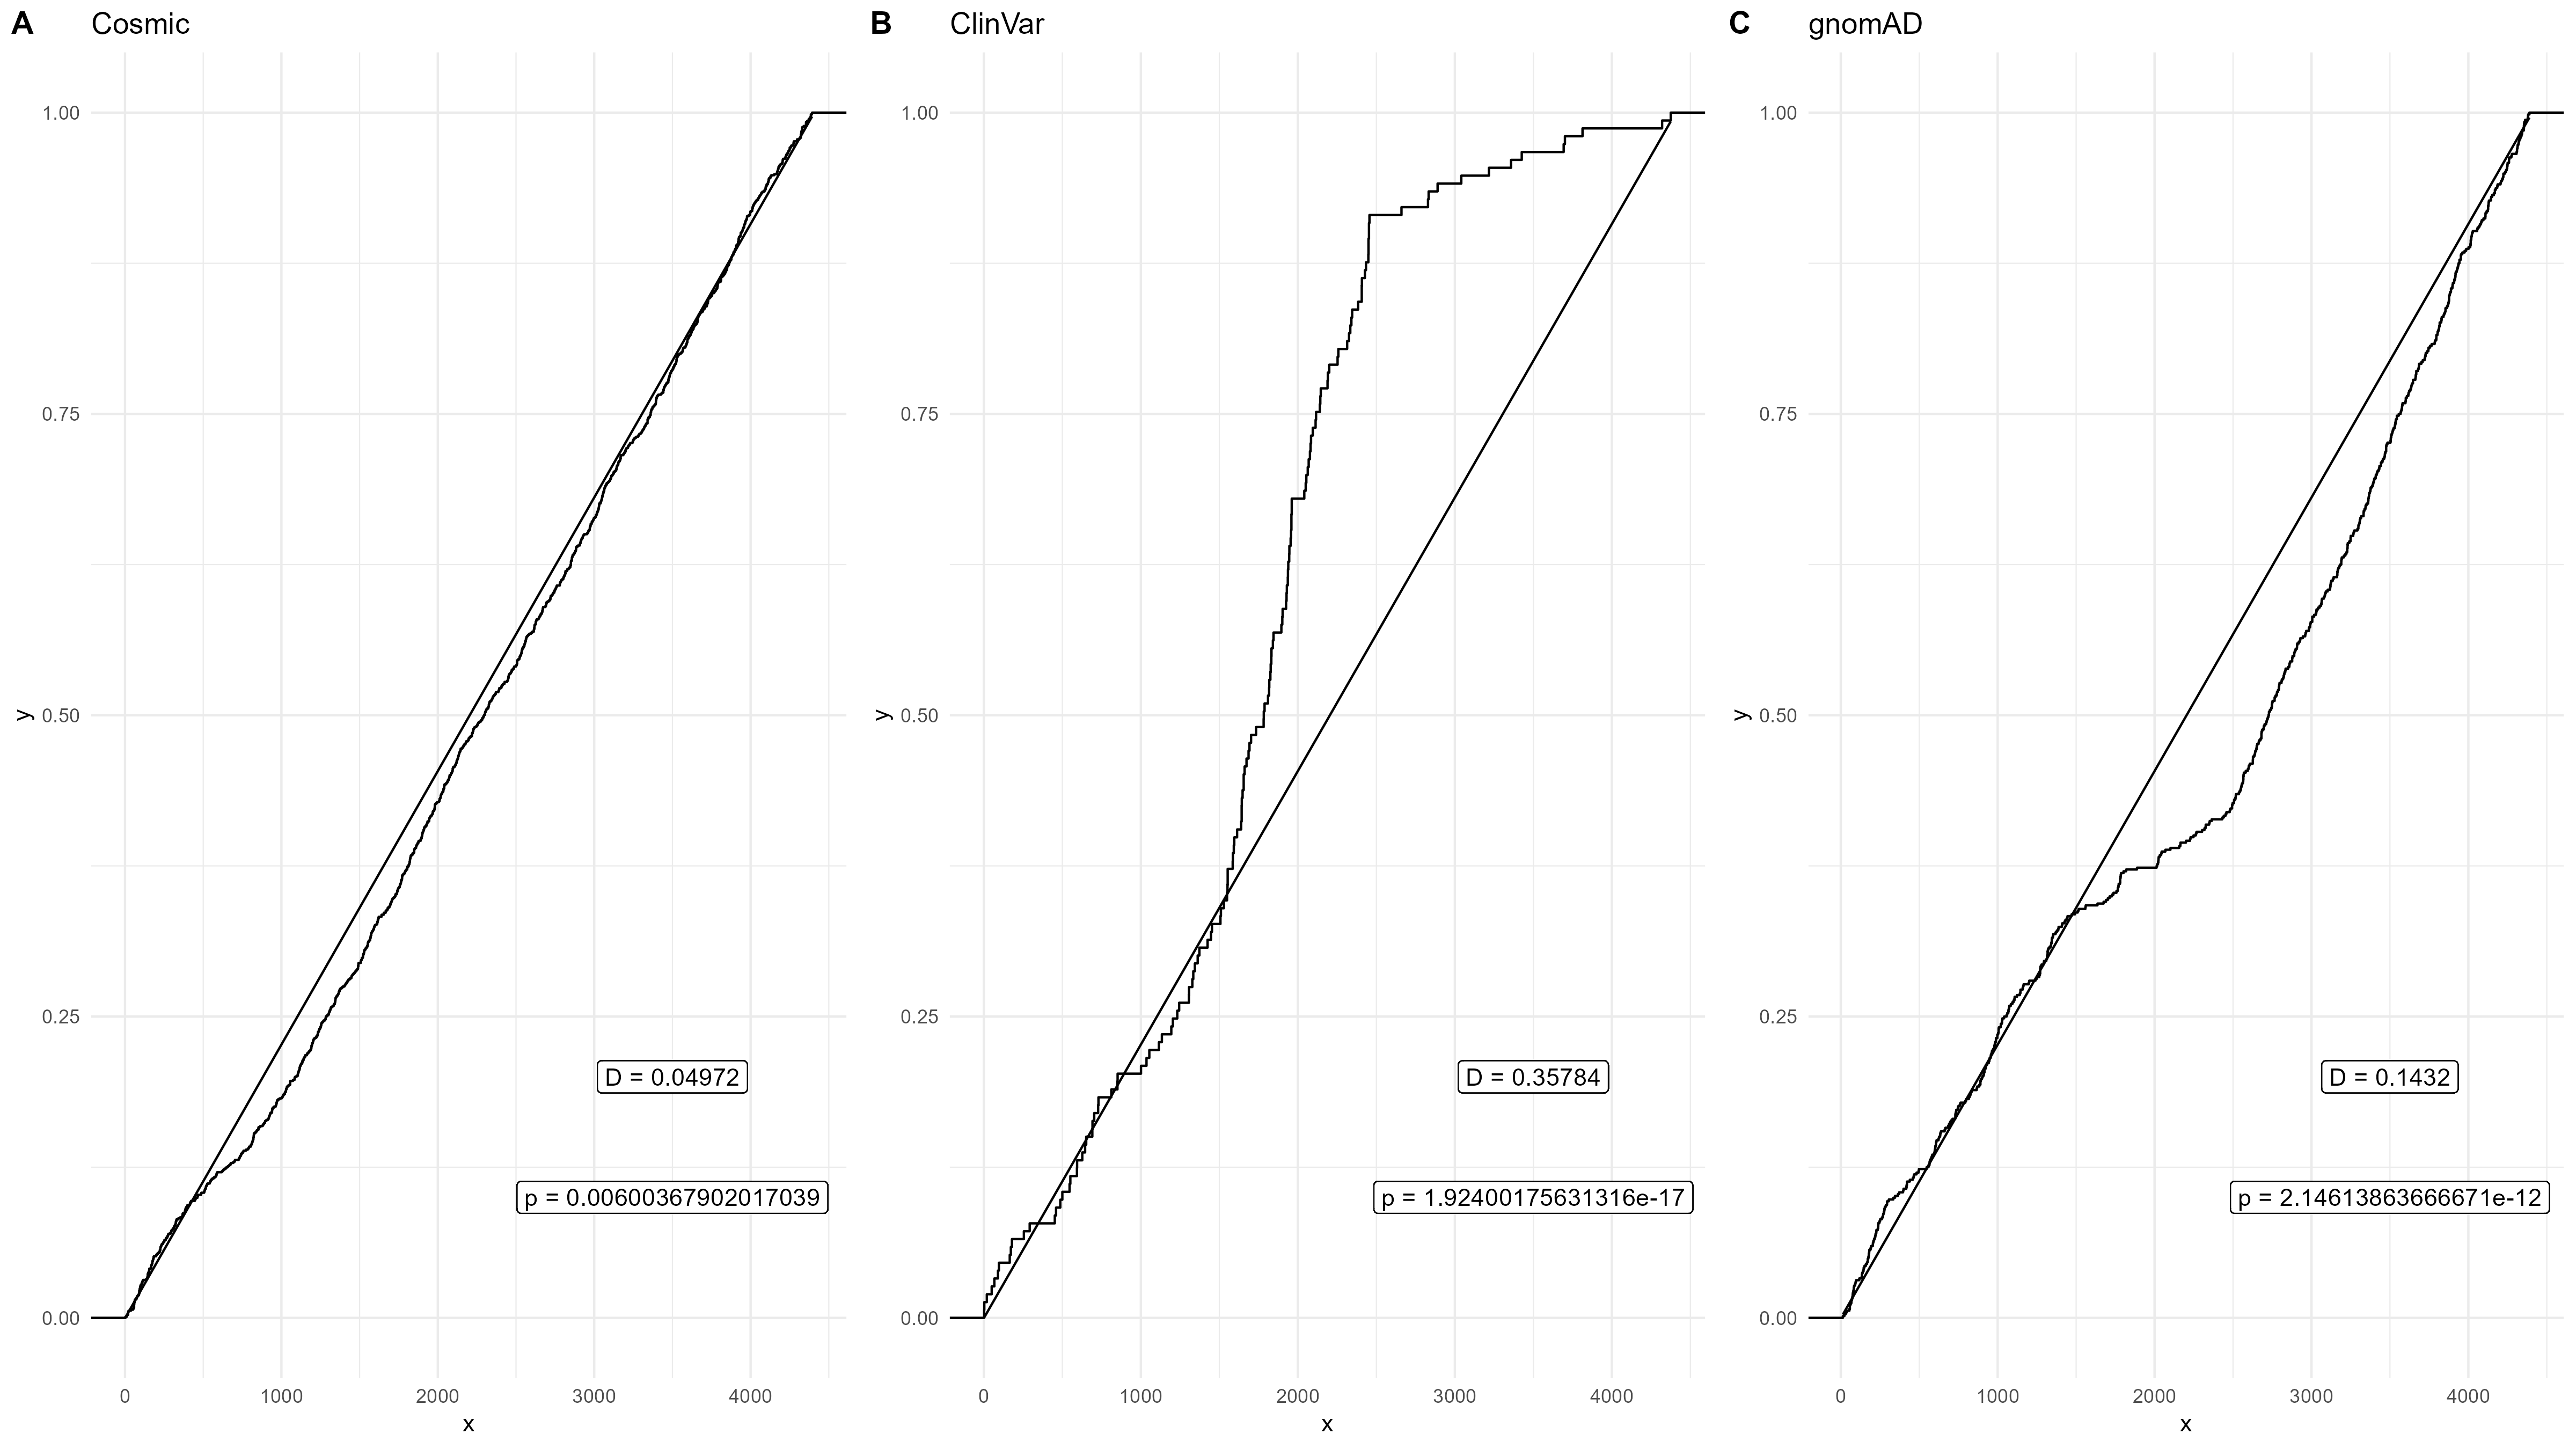 A Cosmic
1.00
0.75
0.50
0.25
0.00
y
D = 0.04972
p = 0.006003679020170​39
0 1000 2000 3000 4000
x
B ClinVar
1.00
0.75
0.50
0.25
0.00
y
D = 0.35784
p = 1.92400175631316e-17
0 1000 2000 3000 4000
x
C gnomAD
1.00
0.75
0.50
0.25
0.00
y
D = 0.1432
p = 2.14613863666671e-12
0 1000 2000 3000 4000
x